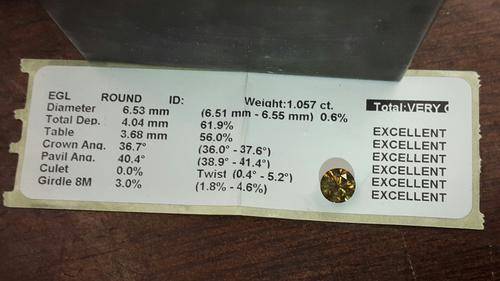 EGL ROUND ID: Weight:1.057 ct. Total:VERY
Diameter 6.53 mm (6.51 mm - 6.55 mm) 0.6%
Total Dep. 4.04 mm 61.9% EXCELLENT
Table 3.68 mm 56.0% EXCELLENT
Crown Ang. 36.7° (36.0° - 37.6°) EXCELLENT
Pavil Ang. 40.4° (38.9° - 41.4°) EXCELLENT
Culet 0.0% Twist (0.4° - 5.2°) EXCELLENT
Girdle 8M 3.0% (1.8% - 4.6%) EXCELLENT